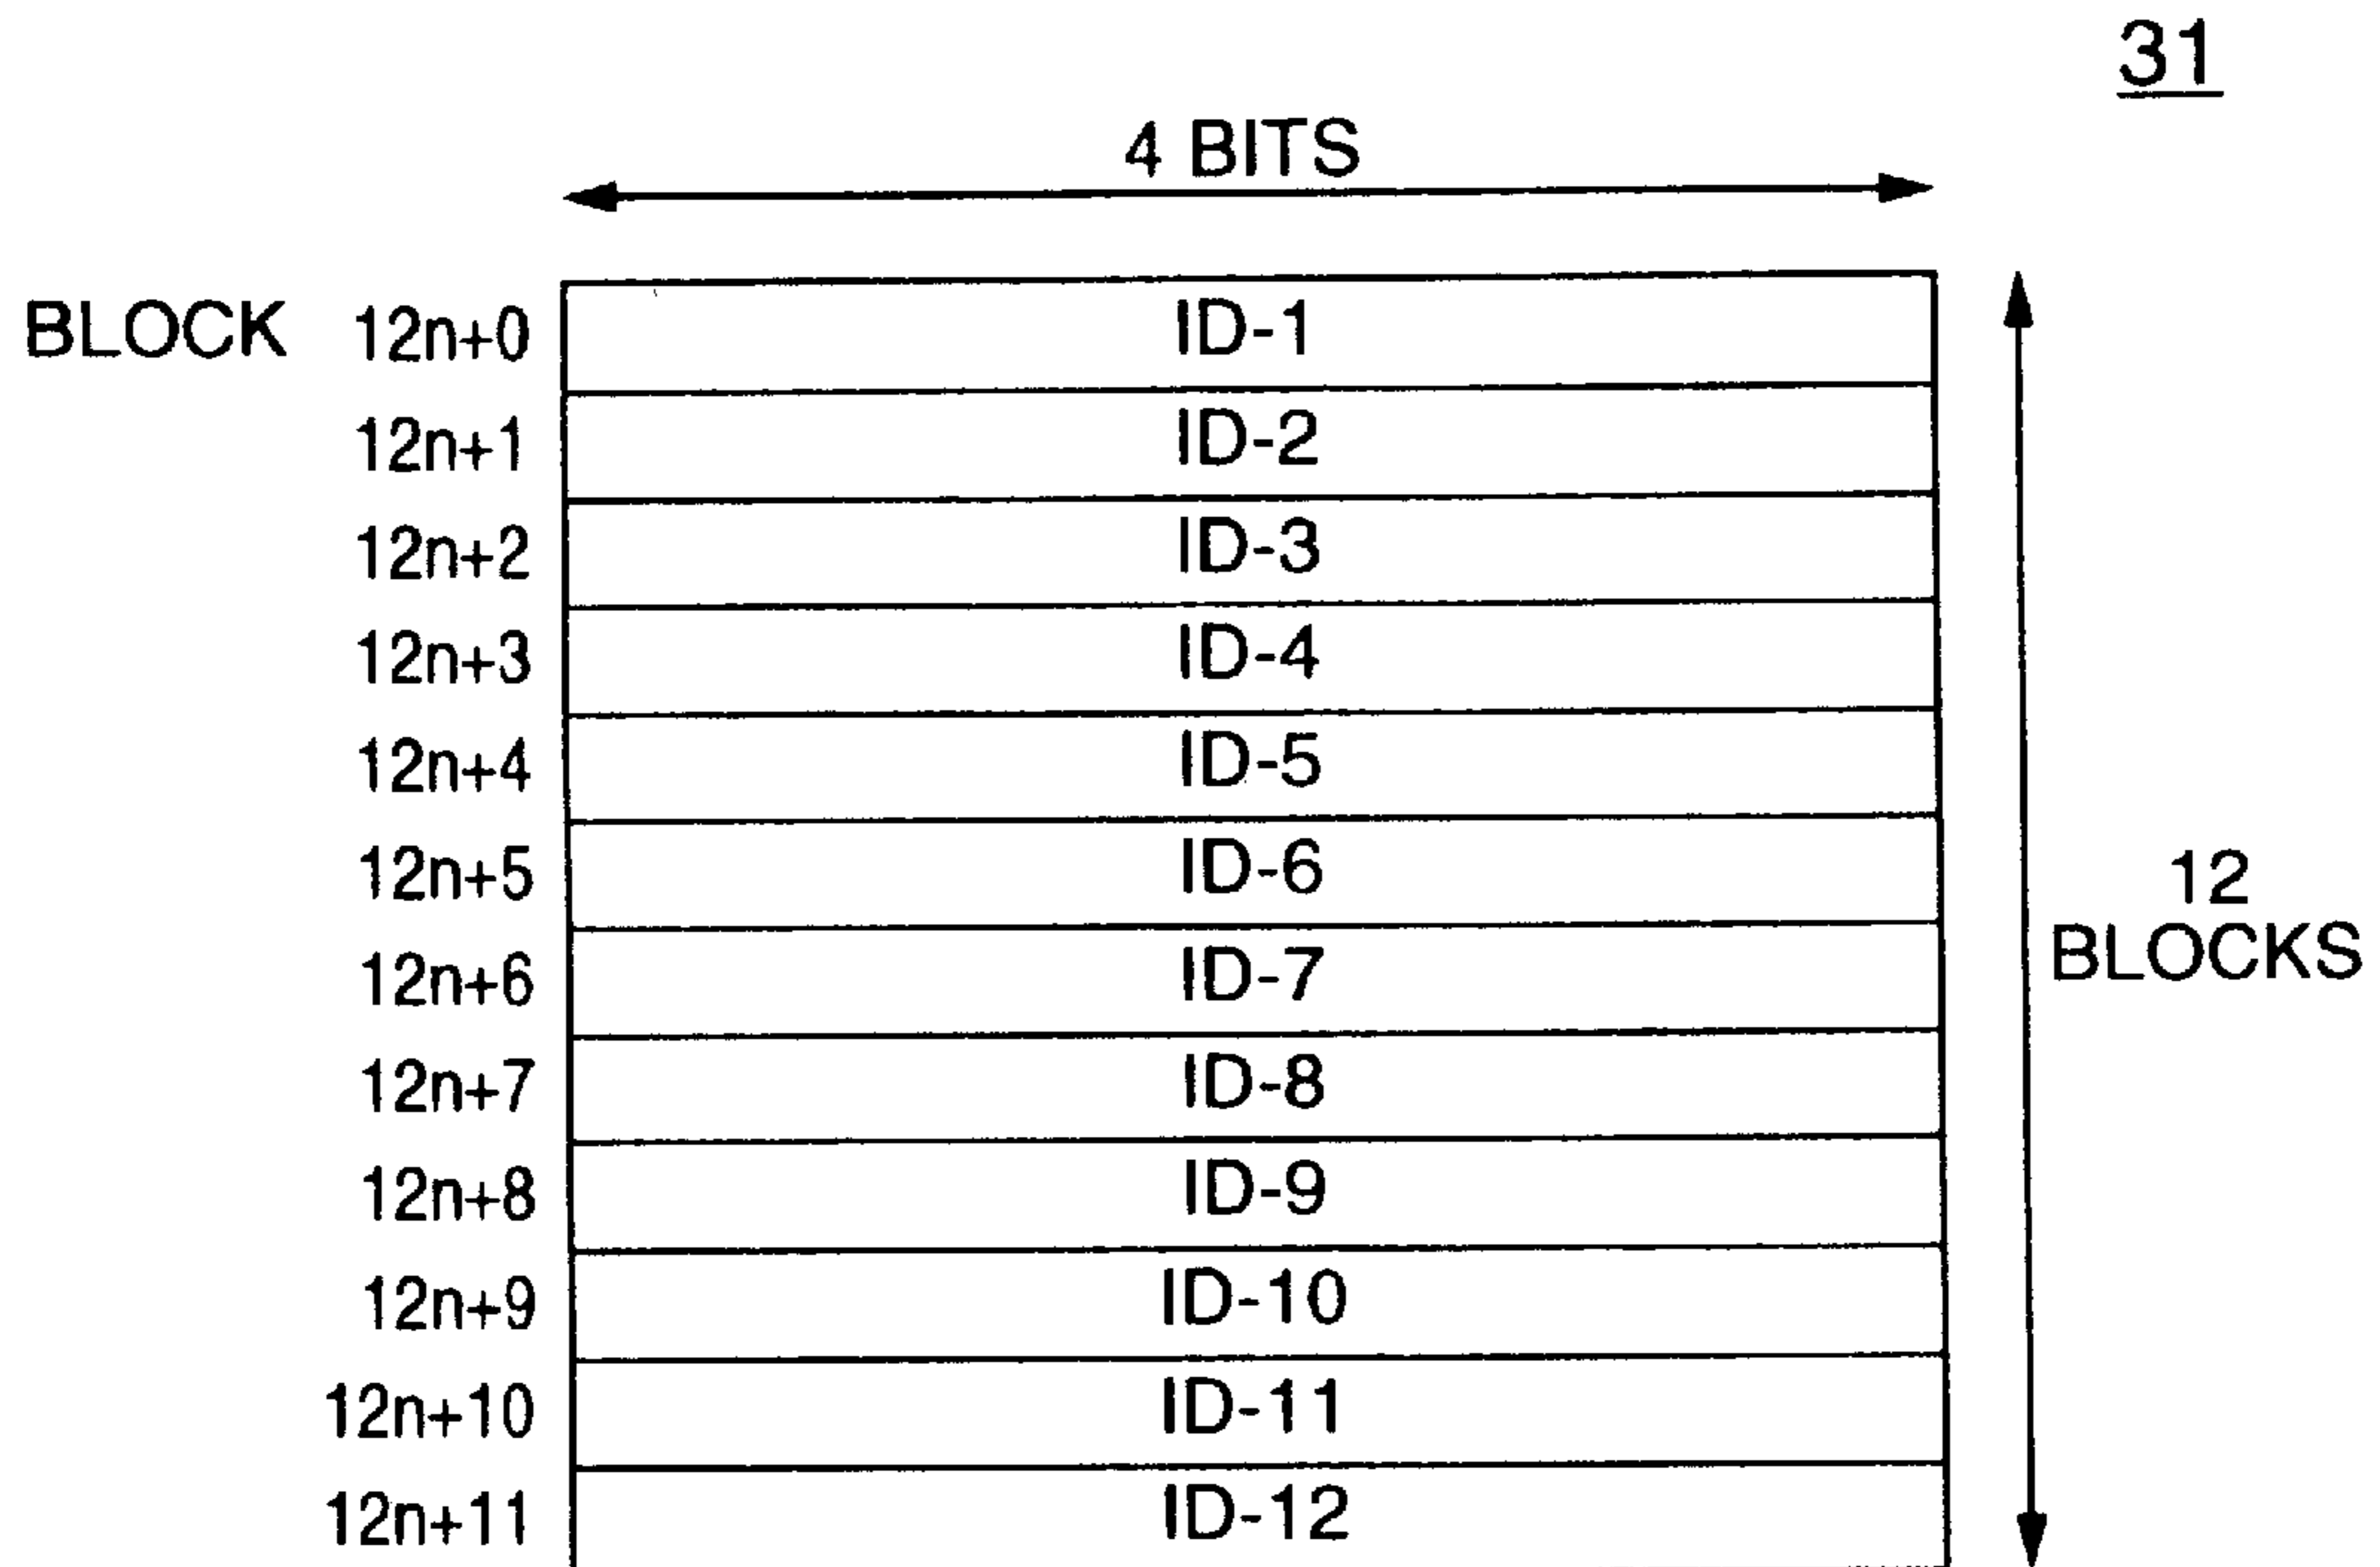 31
4 BITS
BLOCK 12n+0 ID-1
12n+1 ID-2
12n+2 ID-3
12n+3 ID-4
12n+4 ID-5
12n+5 ID-6
12n+6 ID-7
12n+7 ID-8
12n+8 ID-9
12n+9 ID-10
12n+10 ID-11
12n+11 ID-12
12
BLOCKS